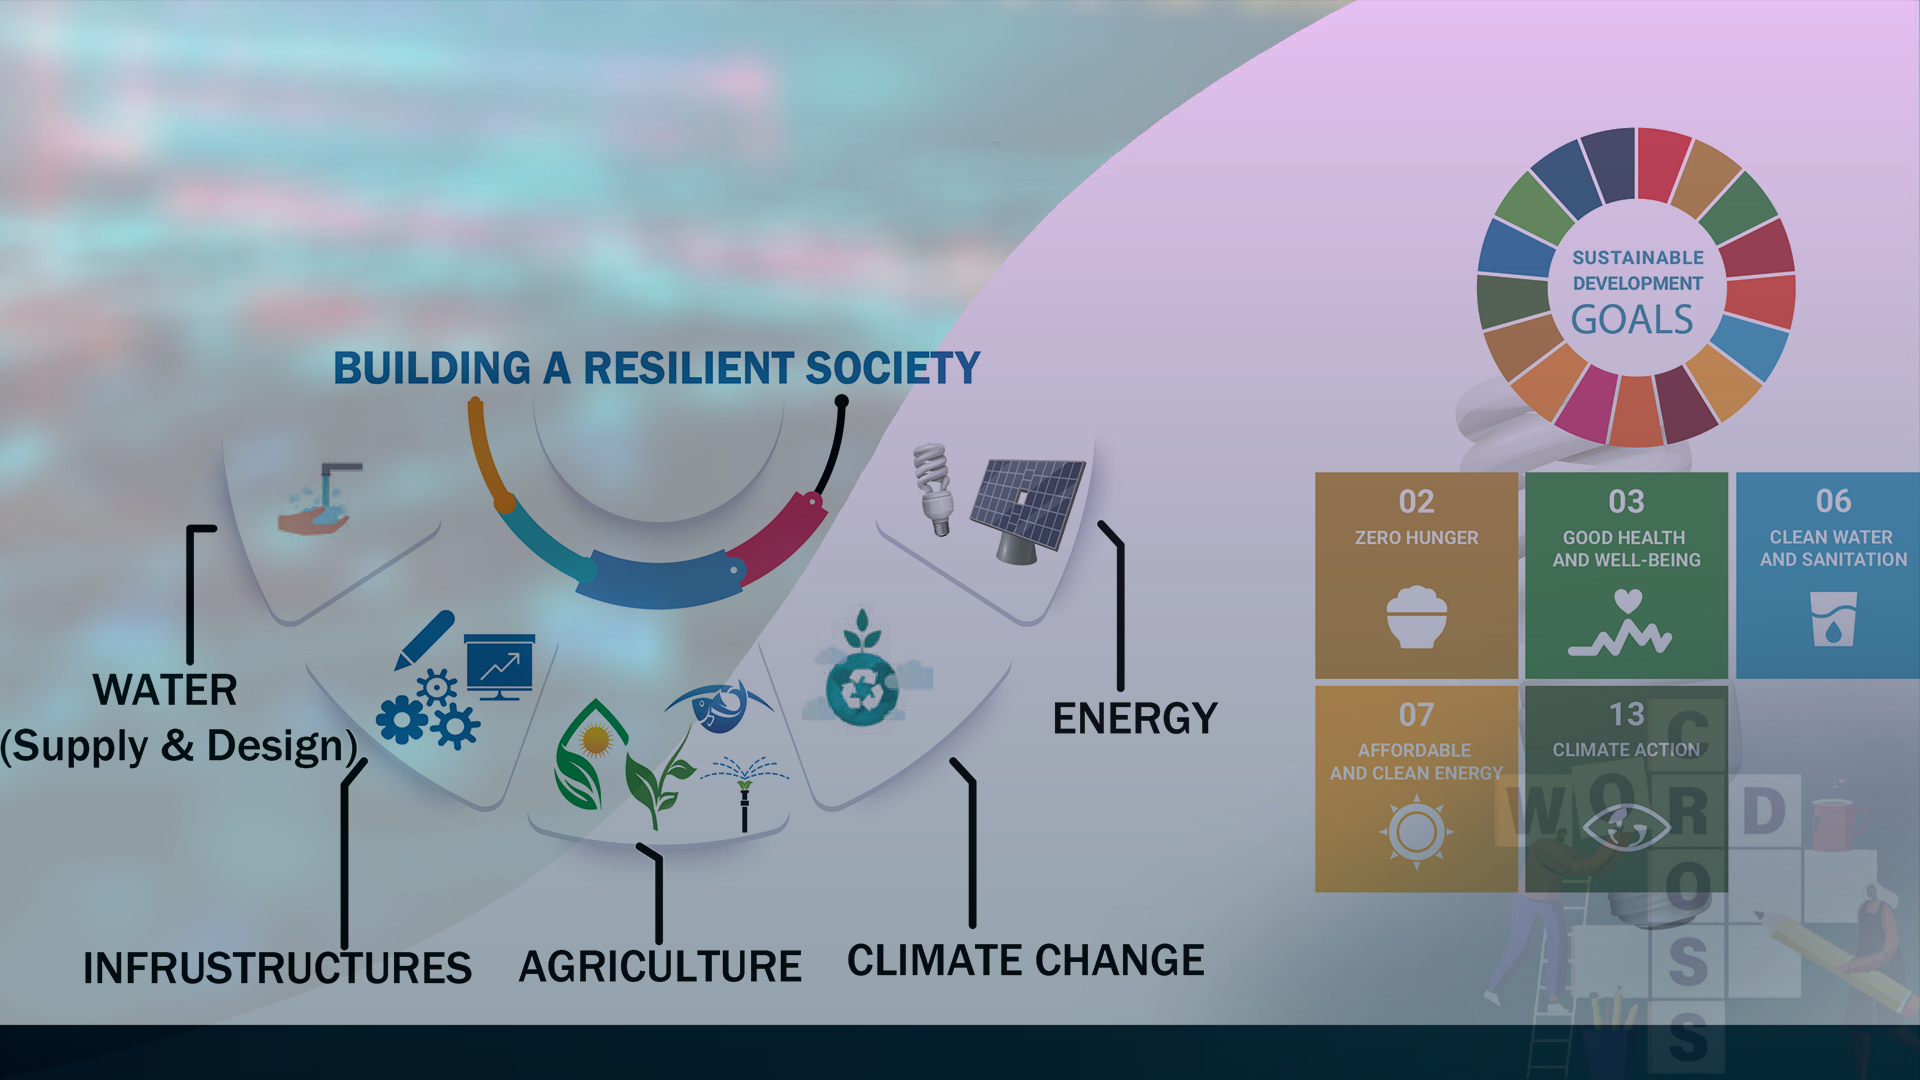 BUILDING A RESILIENT SOCIETY
WATER
(Supply & Design)
INFRUSTRUCTURES
AGRICULTURE
CLIMATE CHANGE
ENERGY
SUSTAINABLE
DEVELOPMENT
GOALS
02
ZERO HUNGER
03
GOOD HEALTH
AND WELL-BEING
06
CLEAN WATER
AND SANITATION
07
AFFORDABLE
AND CLEAN ENERGY
13
CLIMATE ACTION
WORD
CROSS